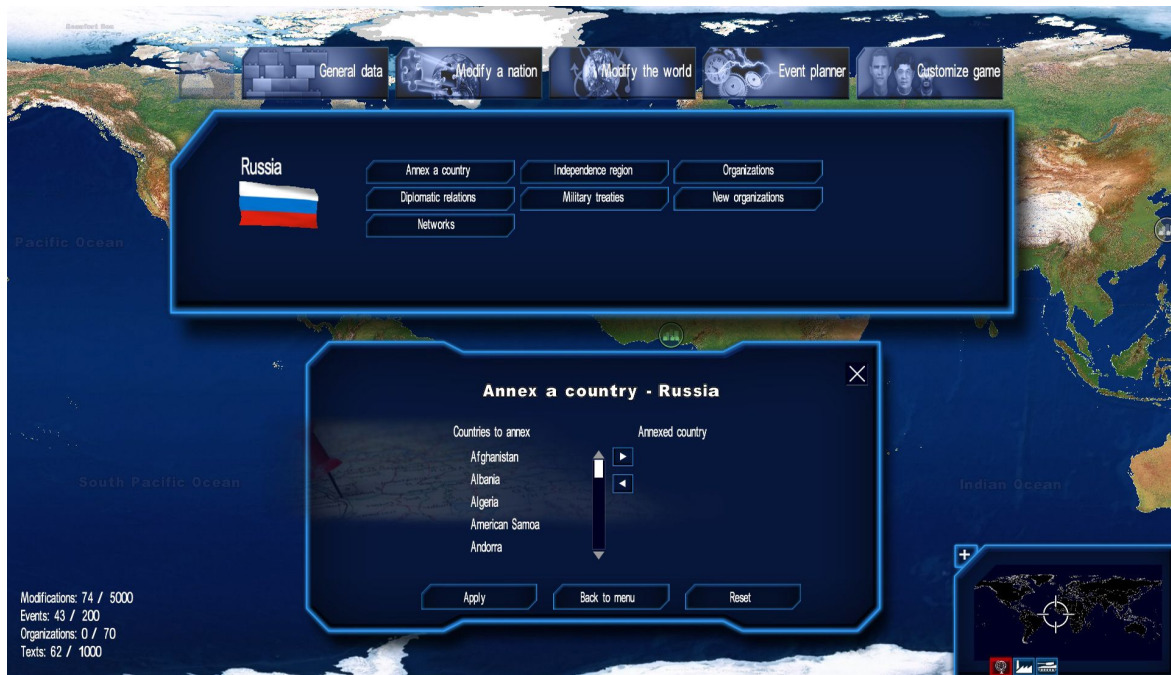 Beaufort Sea
General data
Modify a nation
Modify the world
Event planner
Customize game
Russia
Annex a country
Independence region
Organizations
Diplomatic relations
Military treaties
New organizations
Networks
Pacific Ocean
Annex a country - Russia
Countries to annex
Annexed country
Afghanistan
Albania
Algeria
American Samoa
Andorra
South Pacific Ocean
Indian Ocean
Apply
Back to menu
Reset
Modifications: 74 / 5000
Events: 43 / 200
Organizations: 0 / 70
Texts: 62 / 1000